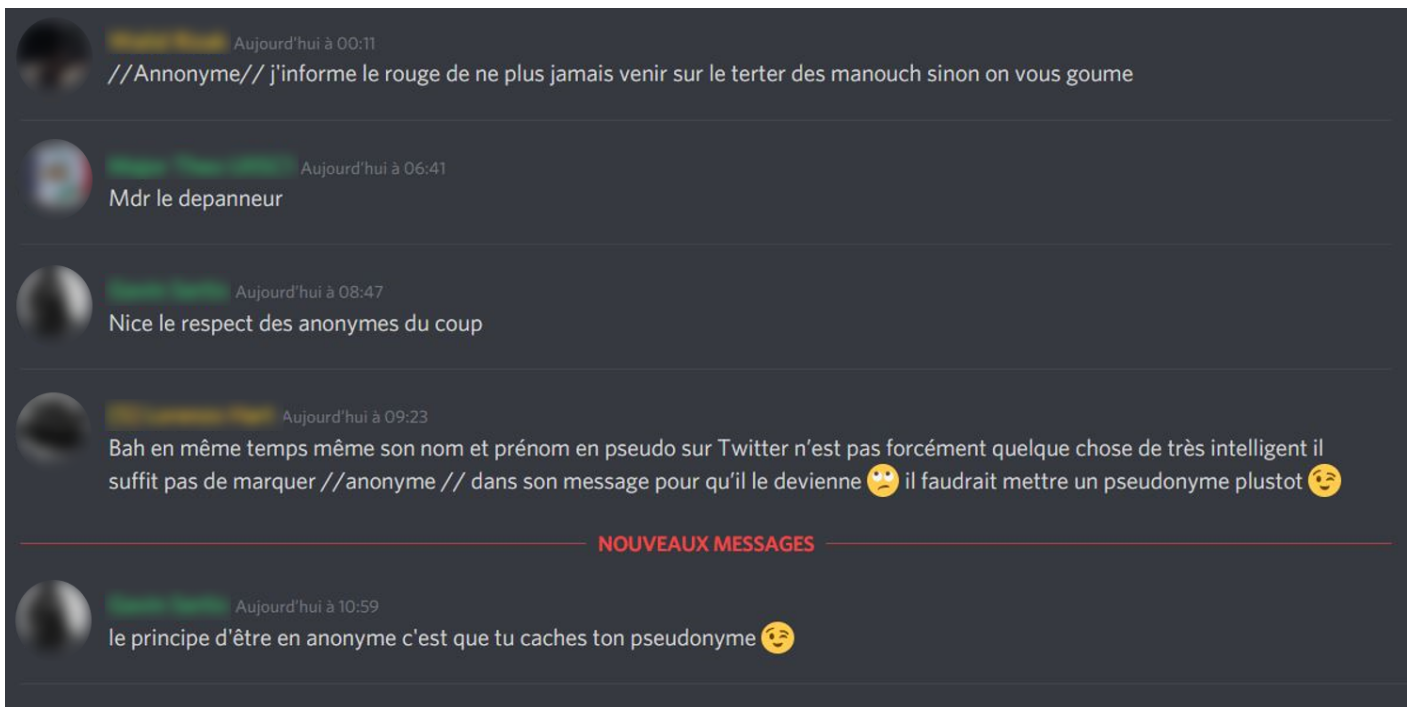 Aujourd'hui à 00:11
//Annonyme// j'informe le rouge de ne plus jamais venir sur le terter des manouch sinon on vous goume
Aujourd'hui à 06:41
Mdr le depanneur
Aujourd'hui à 08:47
Nice le respect des anonymes du coup
Aujourd'hui à 09:23
Bah en même temps même son nom et prénom en pseudo sur Twitter n’est pas forcément quelque chose de très intelligent il
suffit pas de marquer //anonyme // dans son message pour qu’il le devienne 🙄 il faudrait mettre un pseudonyme plustot 😉
NOUVEAUX MESSAGES
Aujourd'hui à 10:59
le principe d'être en anonyme c'est que tu caches ton pseudonyme 😉